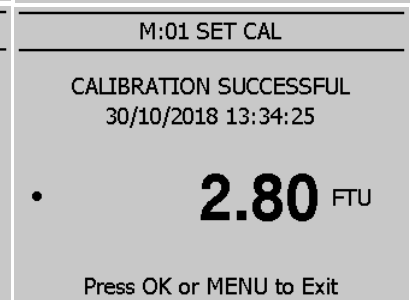 M:01 SET CAL
CALIBRATION SUCCESSFUL
30/10/2018 13:34:25
• 2.80 FTU
Press OK or MENU to Exit